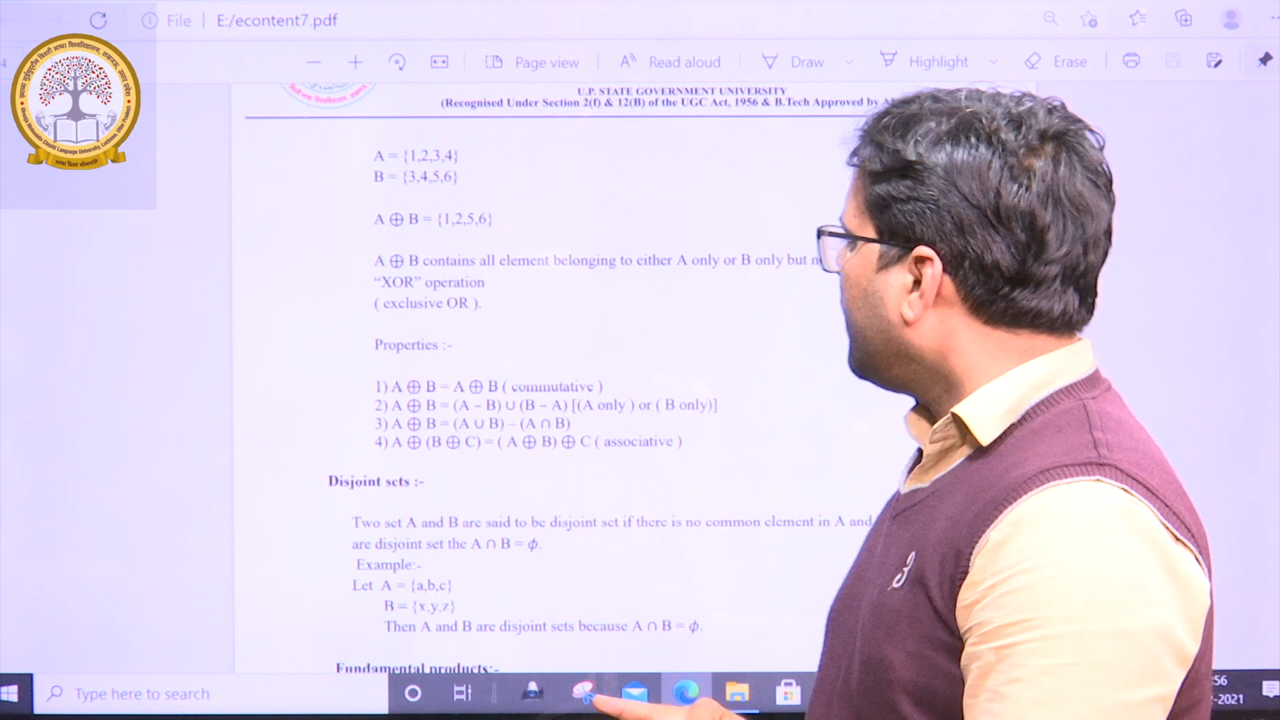 File | E:/econtent7.pdf
Page view
Read aloud
Draw
Highlight
Erase
U.P. STATE GOVERNMENT UNIVERSITY
(Recognised Under Section 2(f) & 12(B) of the UGC Act, 1956 & B.Tech Approved by
A = {1,2,3,4}
B = {3,4,5,6}
A ⊕ B = {1,2,5,6}
A ⊕ B contains all element belonging to either A only or B only but
“XOR” operation
( exclusive OR ).
Properties :-
1) A ⊕ B = A ⊕ B ( commutative )
2) A ⊕ B = (A – B) ∪ (B – A) [(A only ) or ( B only)]
3) A ⊕ B = (A ∪ B) – (A ∩ B)
4) A ⊕ (B ⊕ C) = ( A ⊕ B) ⊕ C ( associative )
Disjoint sets :-
Two set A and B are said to be disjoint set if there is no common element in A and
are disjoint set the A ∩ B = ϕ.
Example:-
Let A = {a,b,c}
B = {x,y,z}
Then A and B are disjoint sets because A ∩ B = ϕ.
Fundamental products:-
Type here to search
:56
-2021